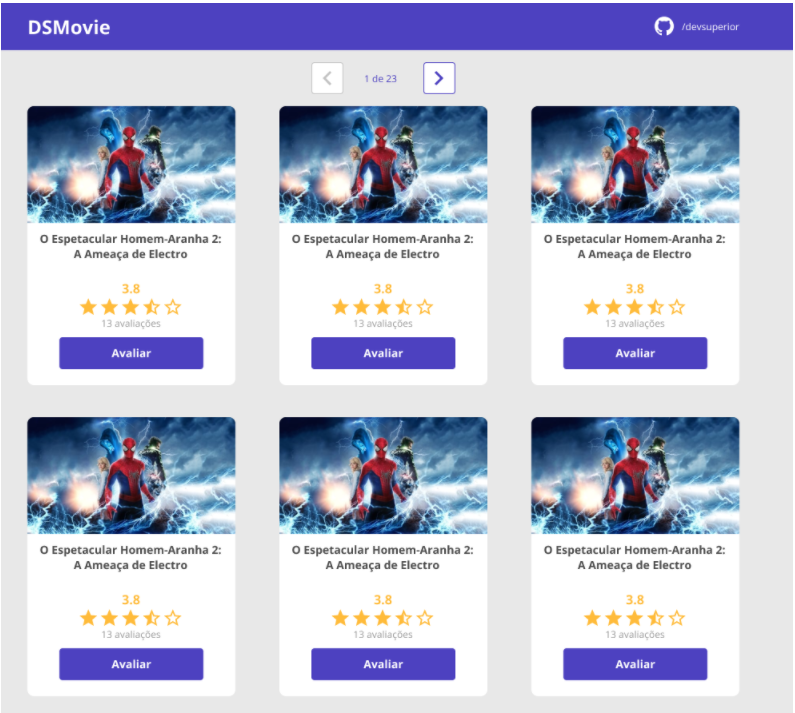 DSMovie
/devsuperior
1 de 23
O Espetacular Homem-Aranha 2:
A Ameaça de Electro
3.8
13 avaliações
Avaliar
O Espetacular Homem-Aranha 2:
A Ameaça de Electro
3.8
13 avaliações
Avaliar
O Espetacular Homem-Aranha 2:
A Ameaça de Electro
3.8
13 avaliações
Avaliar
O Espetacular Homem-Aranha 2:
A Ameaça de Electro
3.8
13 avaliações
Avaliar
O Espetacular Homem-Aranha 2:
A Ameaça de Electro
3.8
13 avaliações
Avaliar
O Espetacular Homem-Aranha 2:
A Ameaça de Electro
3.8
13 avaliações
Avaliar